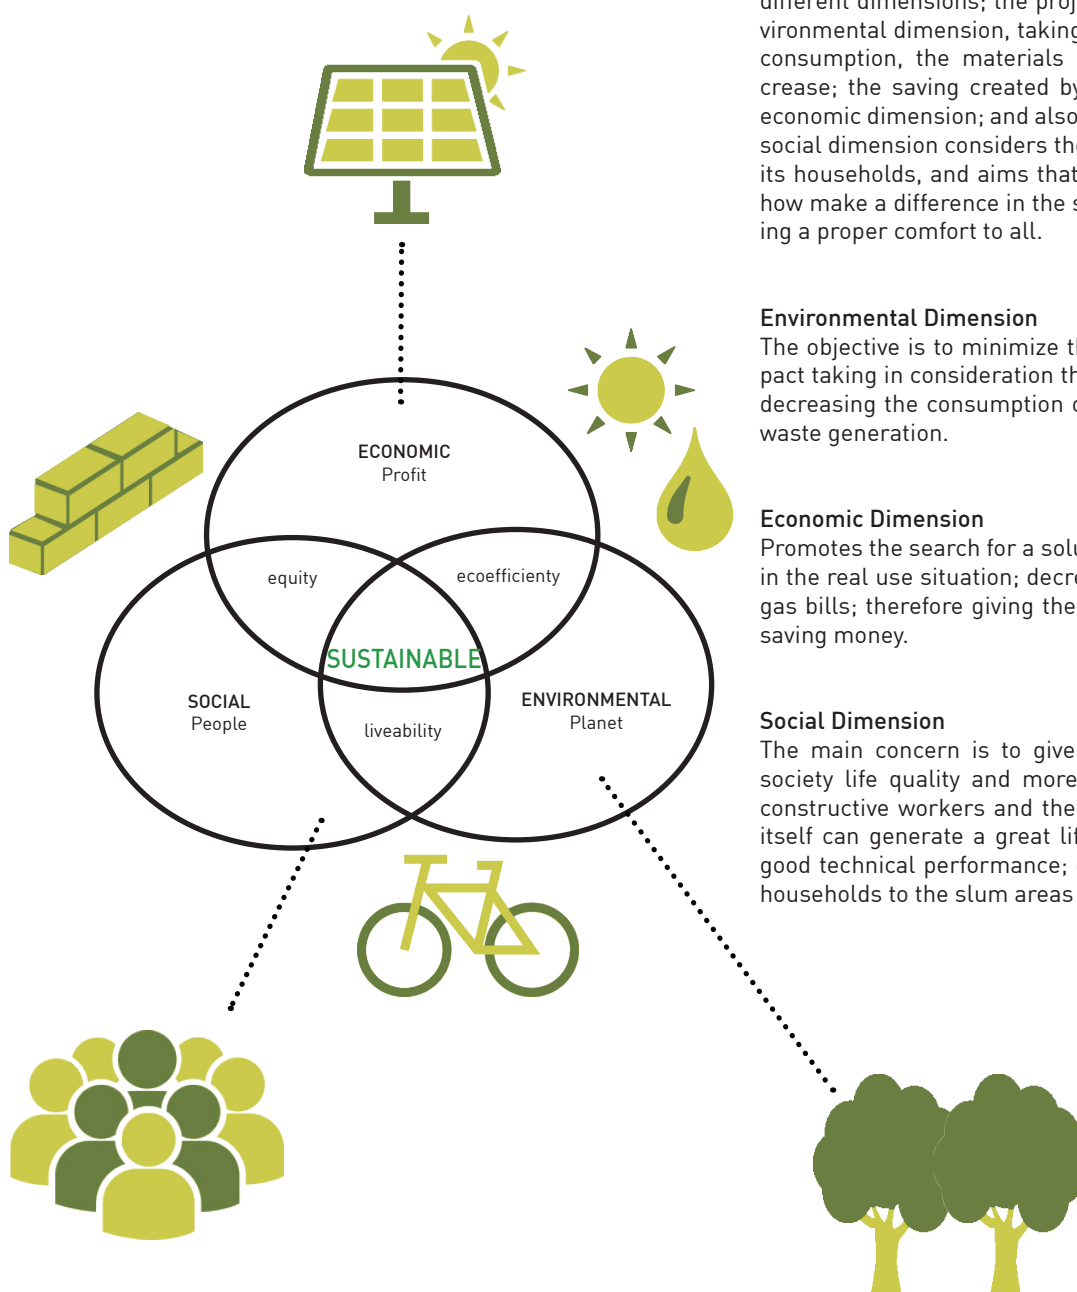 ECONOMIC
Profit
equity
ecoefficienty
SUSTAINABLE
SOCIAL
People
ENVIRONMENTAL
Planet
liveability
different dimensions; the proj
vironmental dimension, taking
consumption, the materials
crease; the saving created by
economic dimension; and also
social dimension considers the
its households, and aims that
how make a difference in the s
ing a proper comfort to all.
Environmental Dimension
The objective is to minimize th
pact taking in consideration th
decreasing the consumption
waste generation.
Economic Dimension
Promotes the search for a solu
in the real use situation; decre
gas bills; therefore giving the
saving money.
Social Dimension
The main concern is to give
society life quality and more
constructive workers and the
itself can generate a great lif
good technical performance;
households to the slum areas